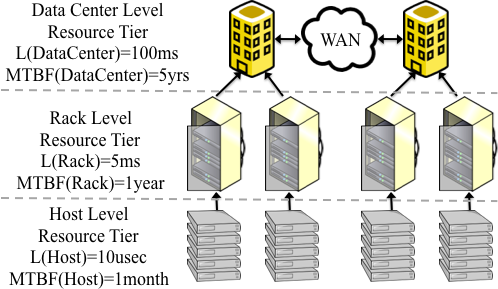 Data Center Level
Resource Tier
L(DataCenter)=100ms
MTBF(DataCenter)=5yrs
WAN
Rack Level
Resource Tier
L(Rack)=5ms
MTBF(Rack)=1year
Host Level
Resource Tier
L(Host)=10usec
MTBF(Host)=1month